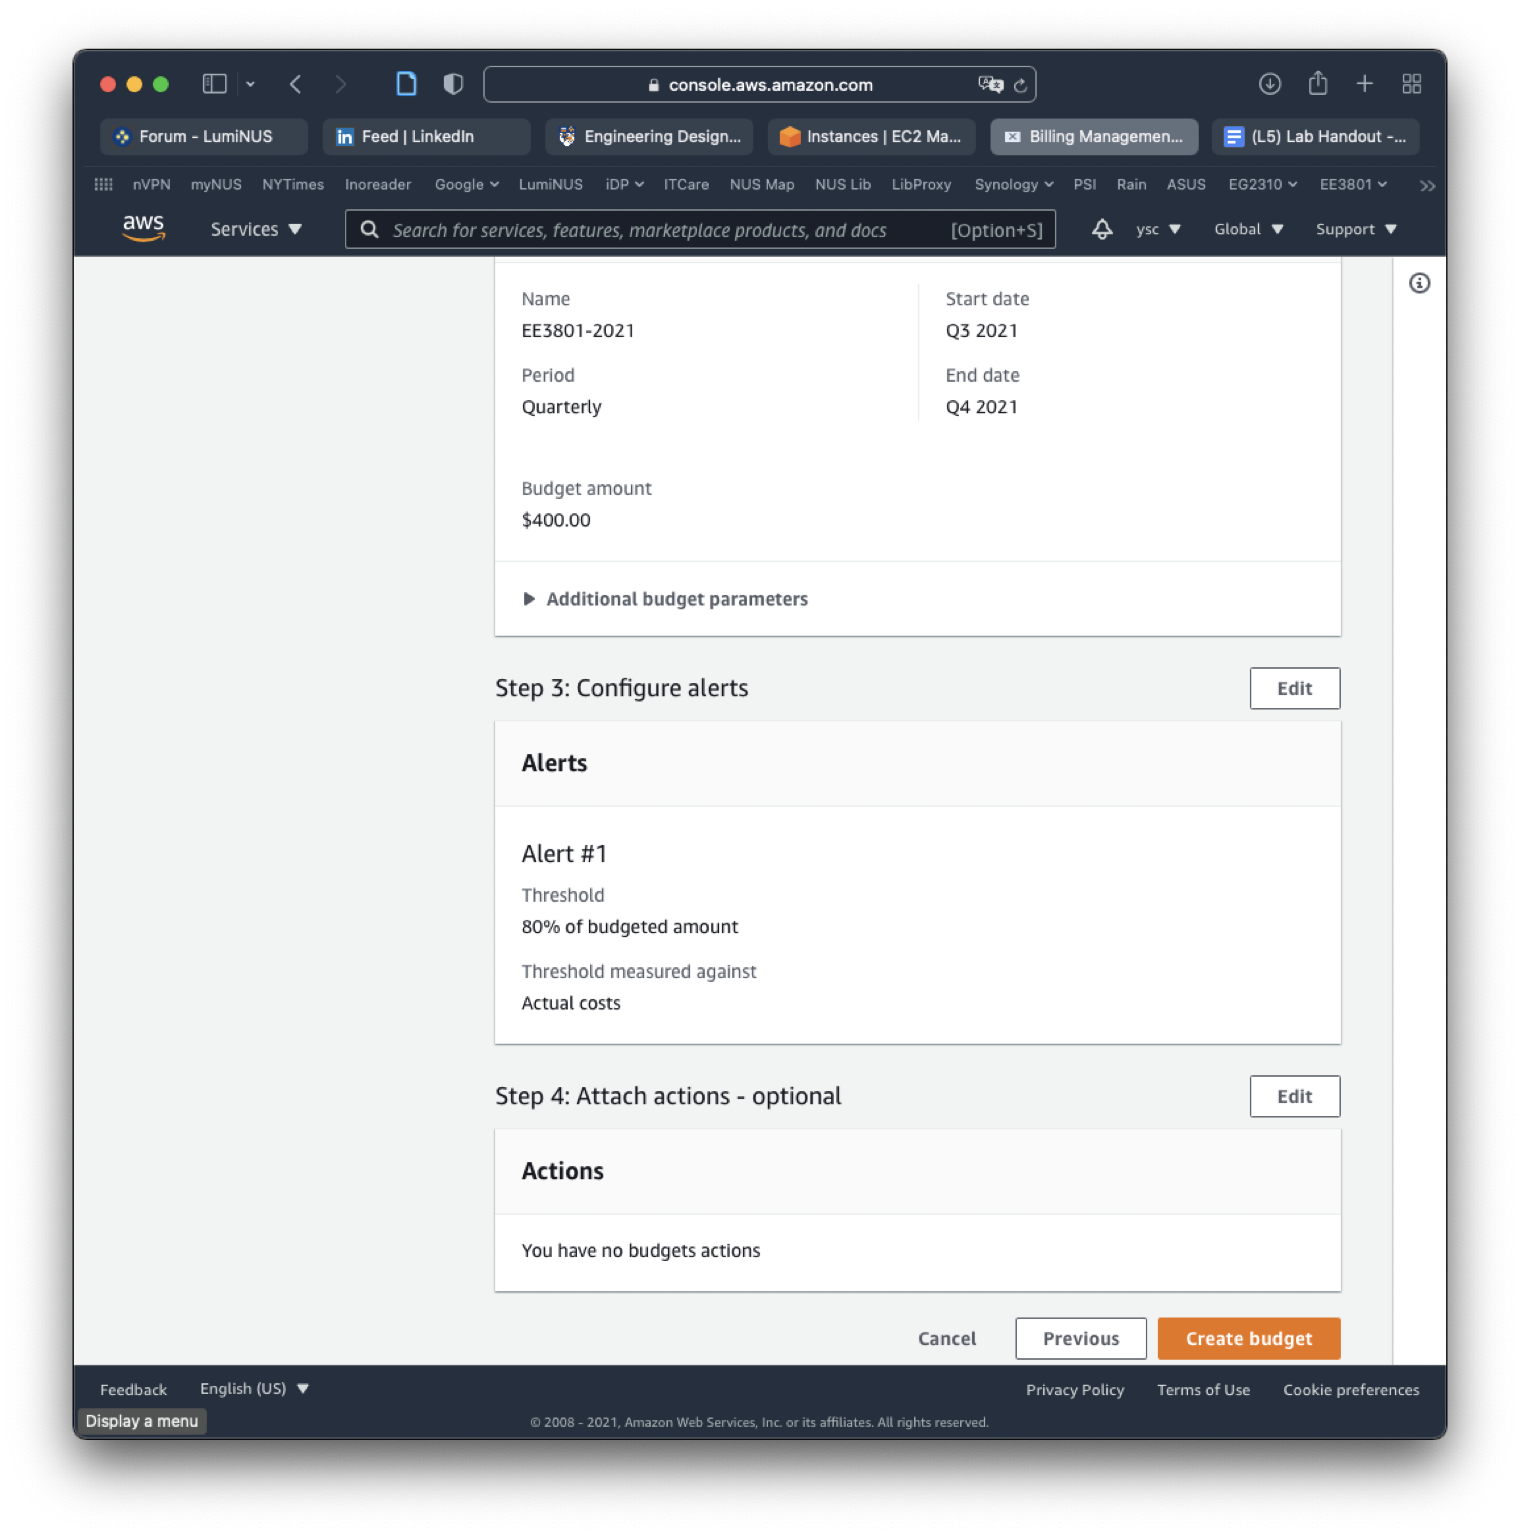 console.aws.amazon.com
Forum - LumiNUS
Feed | LinkedIn
Engineering Design...
Instances | EC2 Ma...
Billing Managemen...
(L5) Lab Handout -...
nVPN myNUS NYTimes Inoreader Google LumiNUS iDP ITCare NUS Map NUS Lib LibProxy Synology PSI Rain ASUS EG2310 EE3801
aws Services Search for services, features, marketplace products, and docs [Option+S] ysc Global Support
Name
EE3801-2021
Period
Quarterly
Start date
Q3 2021
End date
Q4 2021
Budget amount
$400.00
Additional budget parameters
Step 3: Configure alerts
Edit
Alerts
Alert #1
Threshold
80% of budgeted amount
Threshold measured against
Actual costs
Step 4: Attach actions - optional
Edit
Actions
You have no budgets actions
Cancel
Previous
Create budget
Feedback English (US) Privacy Policy Terms of Use Cookie preferences
Display a menu
© 2008 - 2021, Amazon Web Services, Inc. or its affiliates. All rights reserved.